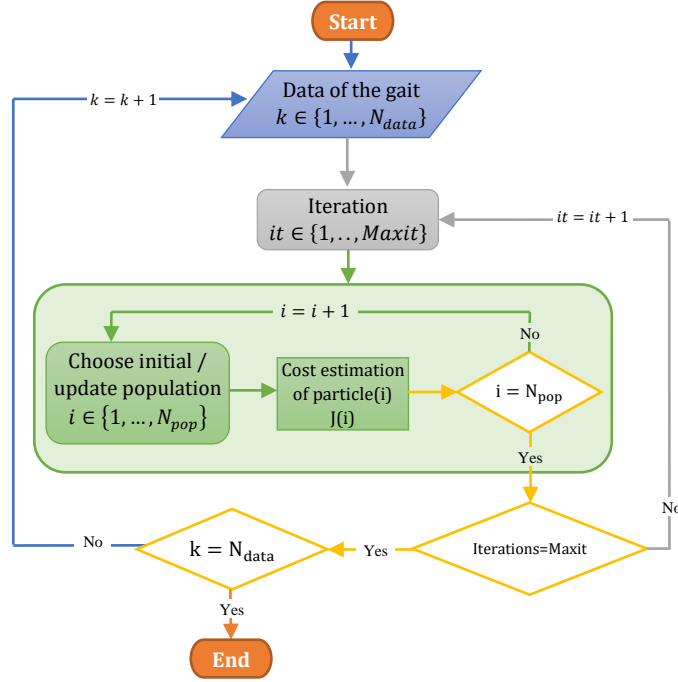 Start
Data of the gait
k ∈ {1, … , N_data}
k = k + 1
Iteration
it ∈ {1, . . , Maxit}
it = it + 1
i = i + 1
No
Choose initial /
update population
i ∈ {1, … , N_pop}
Cost estimation
of particle(i)
J(i)
i = N_pop
Yes
No
Iterations=Maxit
Yes
k = N_data
No
Yes
End